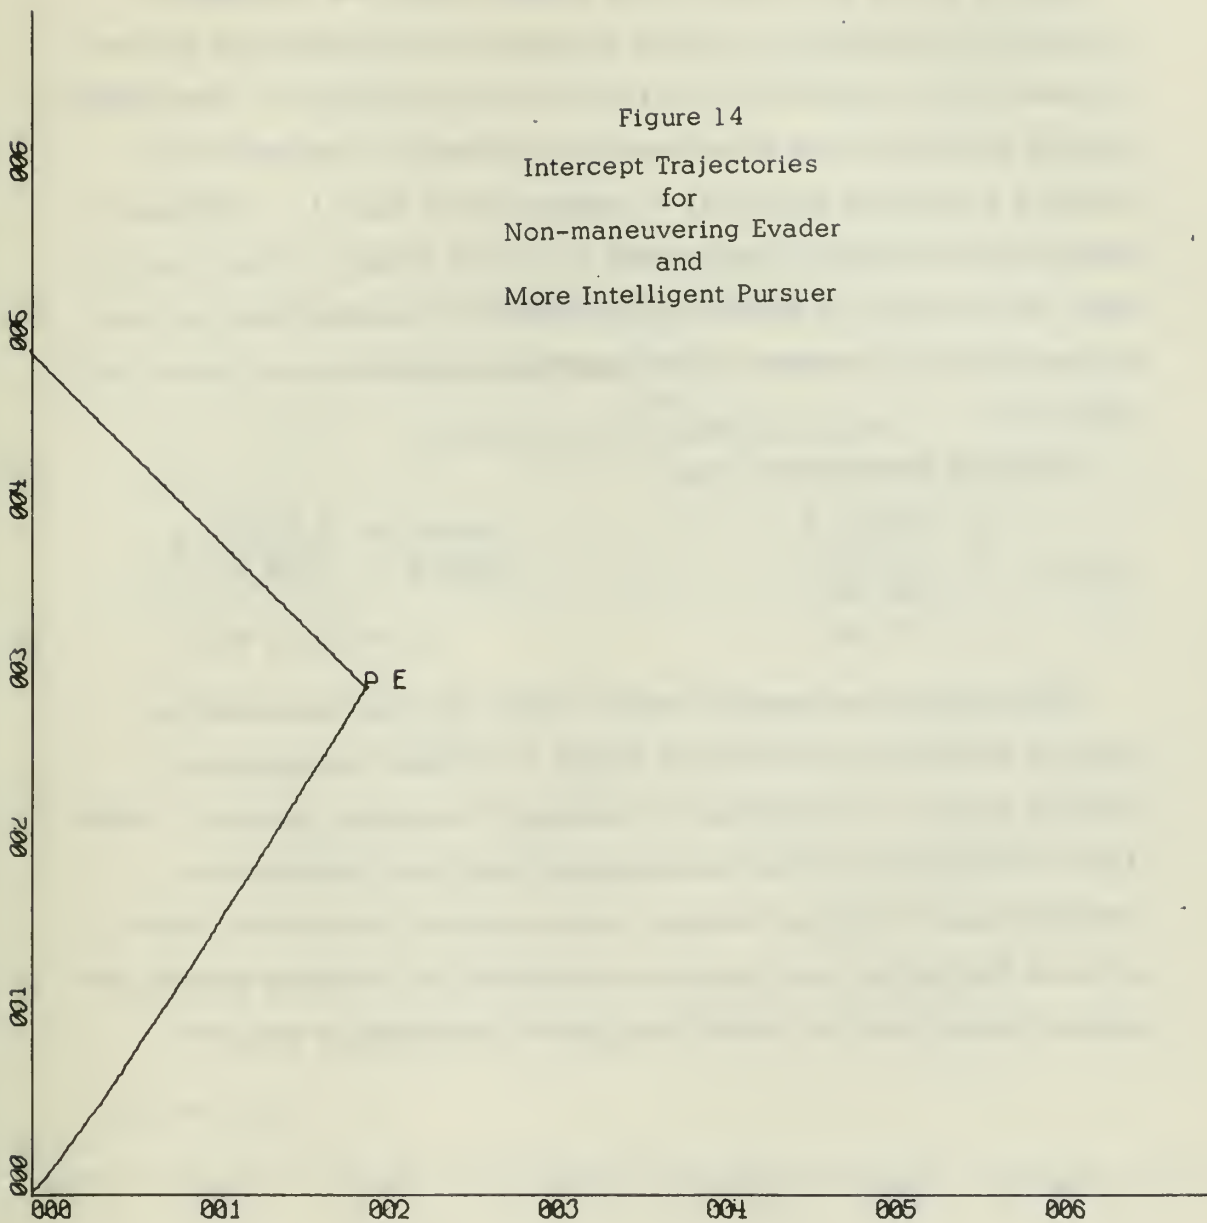 Figure 14
Intercept Trajectories
for
Non-maneuvering Evader
and
More Intelligent Pursuer
006
005
004
003
P E
002
001
000
000 001 002 003 004 005 006